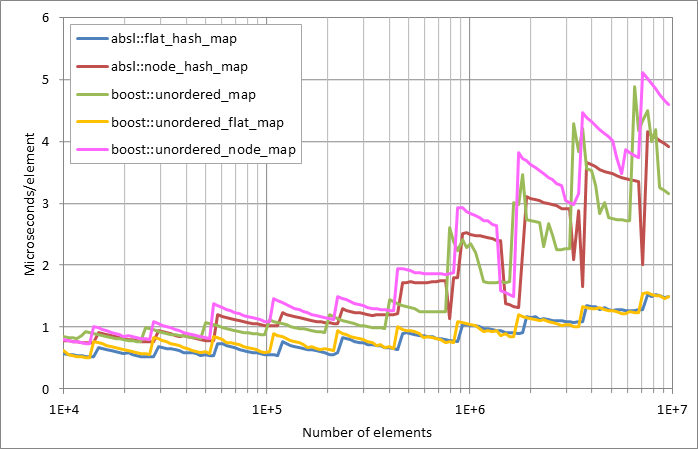 6
5
4
3
2
1
0
Microseconds/element
absl::flat_hash_map
absl::node_hash_map
boost::unordered_map
boost::unordered_flat_map
boost::unordered_node_map
1E+4
1E+5
1E+6
1E+7
Number of elements